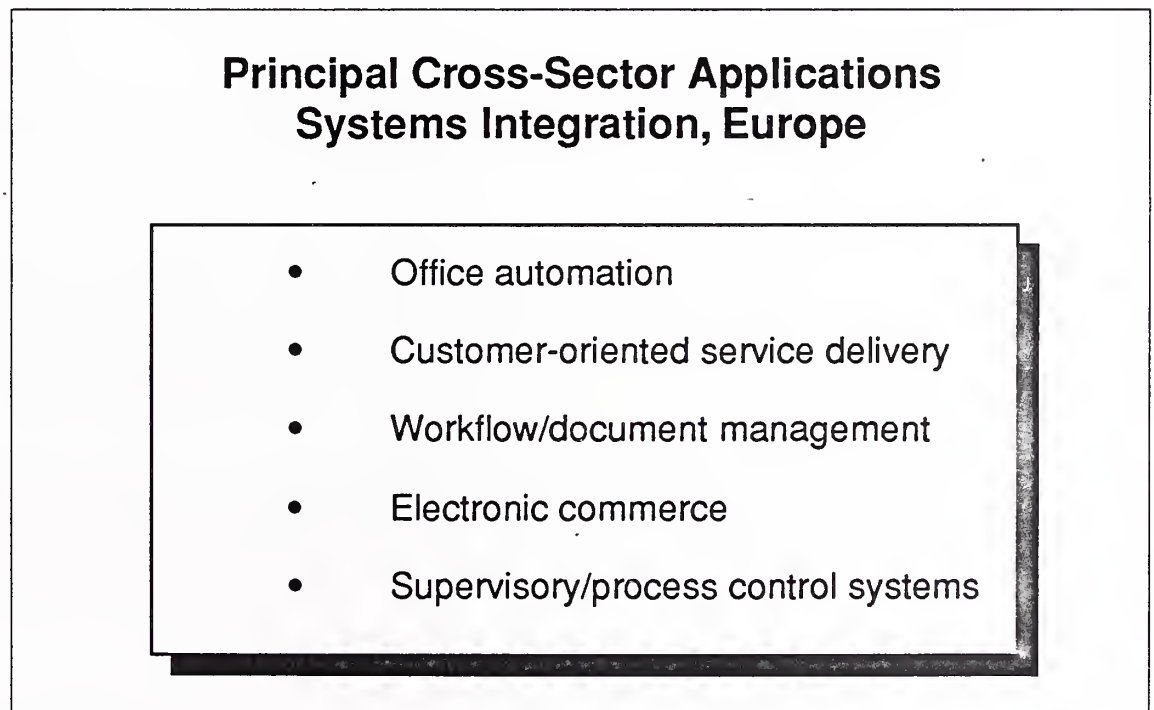 Principal Cross-Sector Applications
Systems Integration, Europe
• Office automation
• Customer-oriented service delivery
• Workflow/document management
• Electronic commerce
• Supervisory/process control systems